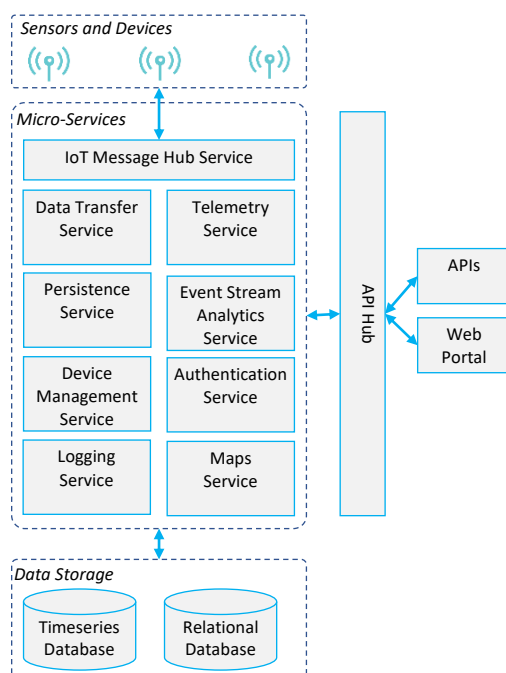 Sensors and Devices
Micro-Services
IoT Message Hub Service
Data Transfer
Service
Telemetry
Service
Persistence
Service
Event Stream
Analytics
Service
Device
Management
Service
Authentication
Service
Logging
Service
Maps
Service
API Hub
APIs
Web
Portal
Data Storage
Timeseries
Database
Relational
Database